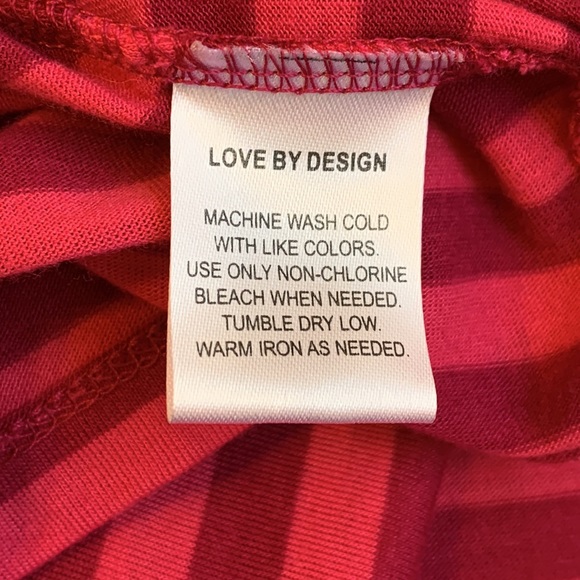 LOVE BY DESIGN
MACHINE WASH COLD
WITH LIKE COLORS.
USE ONLY NON-CHLORINE
BLEACH WHEN NEEDED.
TUMBLE DRY LOW.
WARM IRON AS NEEDED.